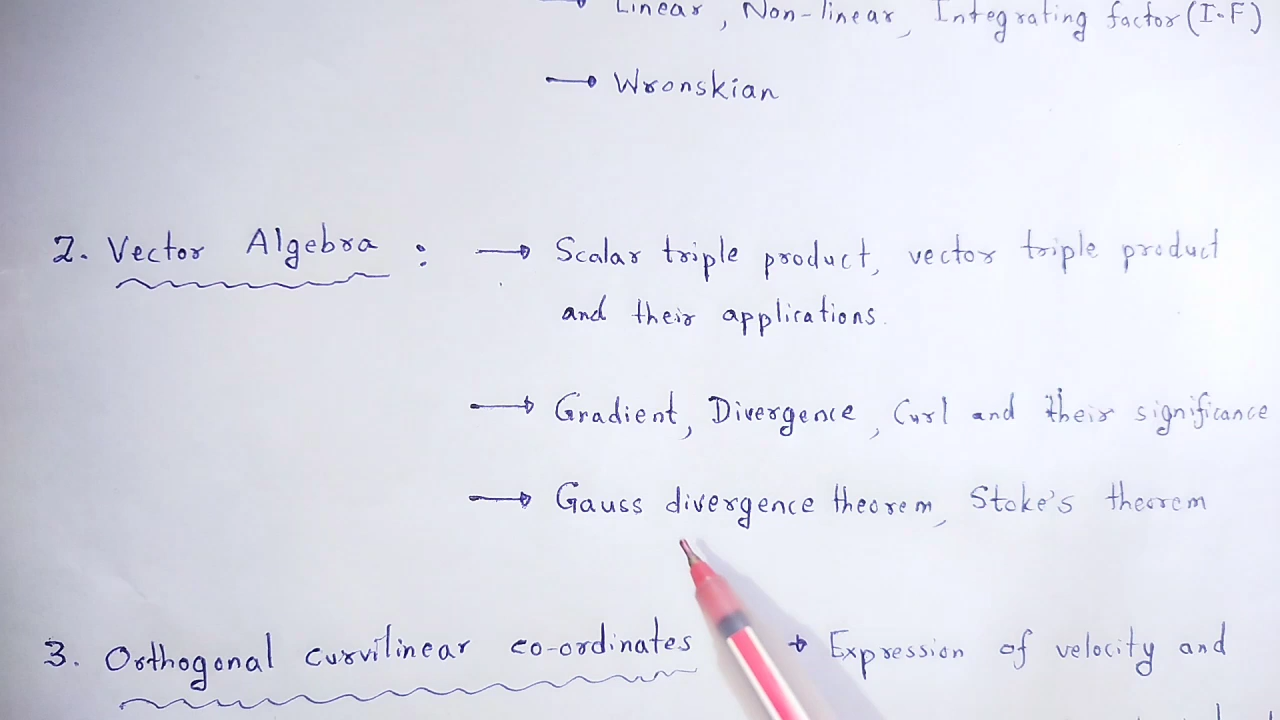 Linear, Non-linear, Integrating factor (I-F)
→ Wronskian
2. Vector Algebra : → Scalar triple product, vector triple product
and their applications.
→ Gradient, Divergence, Curl and their significance
→ Gauss divergence theorem, Stoke's theorem
3. Orthogonal curvilinear co-ordinates → Expression of velocity and